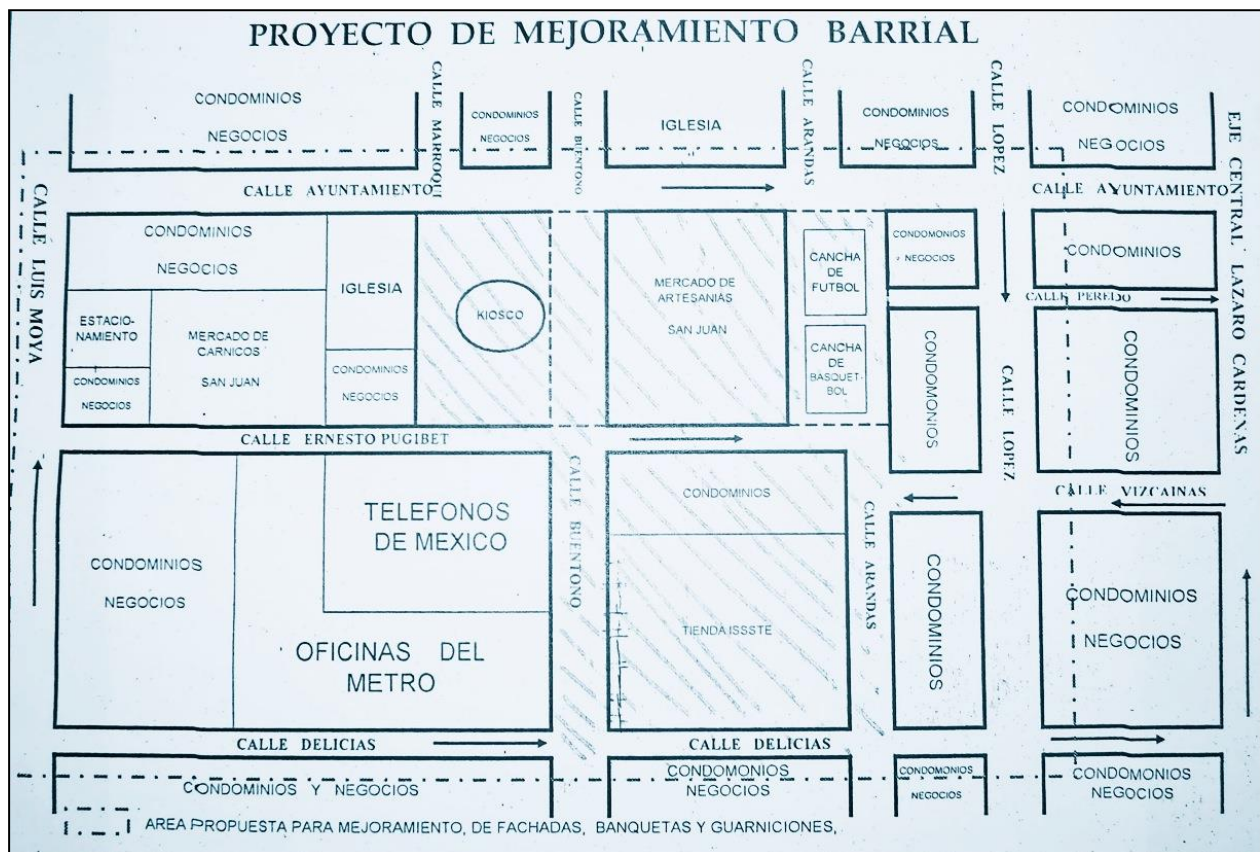 PROYECTO DE MEJORAMIENTO BARRIAL
CONDOMINIOS
NEGOCIOS
CALLE MARROQUI
CONDOMINIOS
NEGOCIOS
CALLE BUENTONO
IGLESIA
CALLE ARANDAS
CONDOMINIOS
NEGOCIOS
CALLE LOPEZ
CONDOMINIOS
NEGOCIOS
EJE CENTRAL LAZARO CARDENAS
CALLE LUIS MOYA
CALLE AYUNTAMIENTO
CALLE AYUNTAMIENTO
CONDOMINIOS
NEGOCIOS
IGLESIA
KIOSCO
MERCADO DE
ARTESANIAS
SAN JUAN
CANCHA
DE
FUTBOL
CONDOMONIOS
NEGOCIOS
CONDOMINIOS
CALLE PEREDO
ESTACIO-
NAMIENTO
MERCADO DE
CARNICOS
SAN JUAN
CONDOMINIOS
NEGOCIOS
CONDOMINIOS
NEGOCIOS
CANCHA
DE
BASQUET-
BOL
CONDOMONIOS
CALLE LOPEZ
CONDOMINIOS
CALLE ERNESTO PUGIBET
CALLE VIZCAINAS
CONDOMINIOS
NEGOCIOS
TELEFONOS
DE MEXICO
OFICINAS DEL
METRO
CALLE BUENTONO
CONDOMINIOS
TIENDA ISSSTE
CALLE ARANDAS
CONDOMINIOS
CONDOMINIOS
NEGOCIOS
CALLE DELICIAS
CALLE DELICIAS
CONDOMINIOS Y NEGOCIOS
CONDOMONIOS
NEGOCIOS
CONDOMONIOS
NEGOCIOS
CONDOMONIOS
NEGOCIOS
AREA PROPUESTA PARA MEJORAMIENTO, DE FACHADAS, BANQUETAS Y GUARNICIONES,